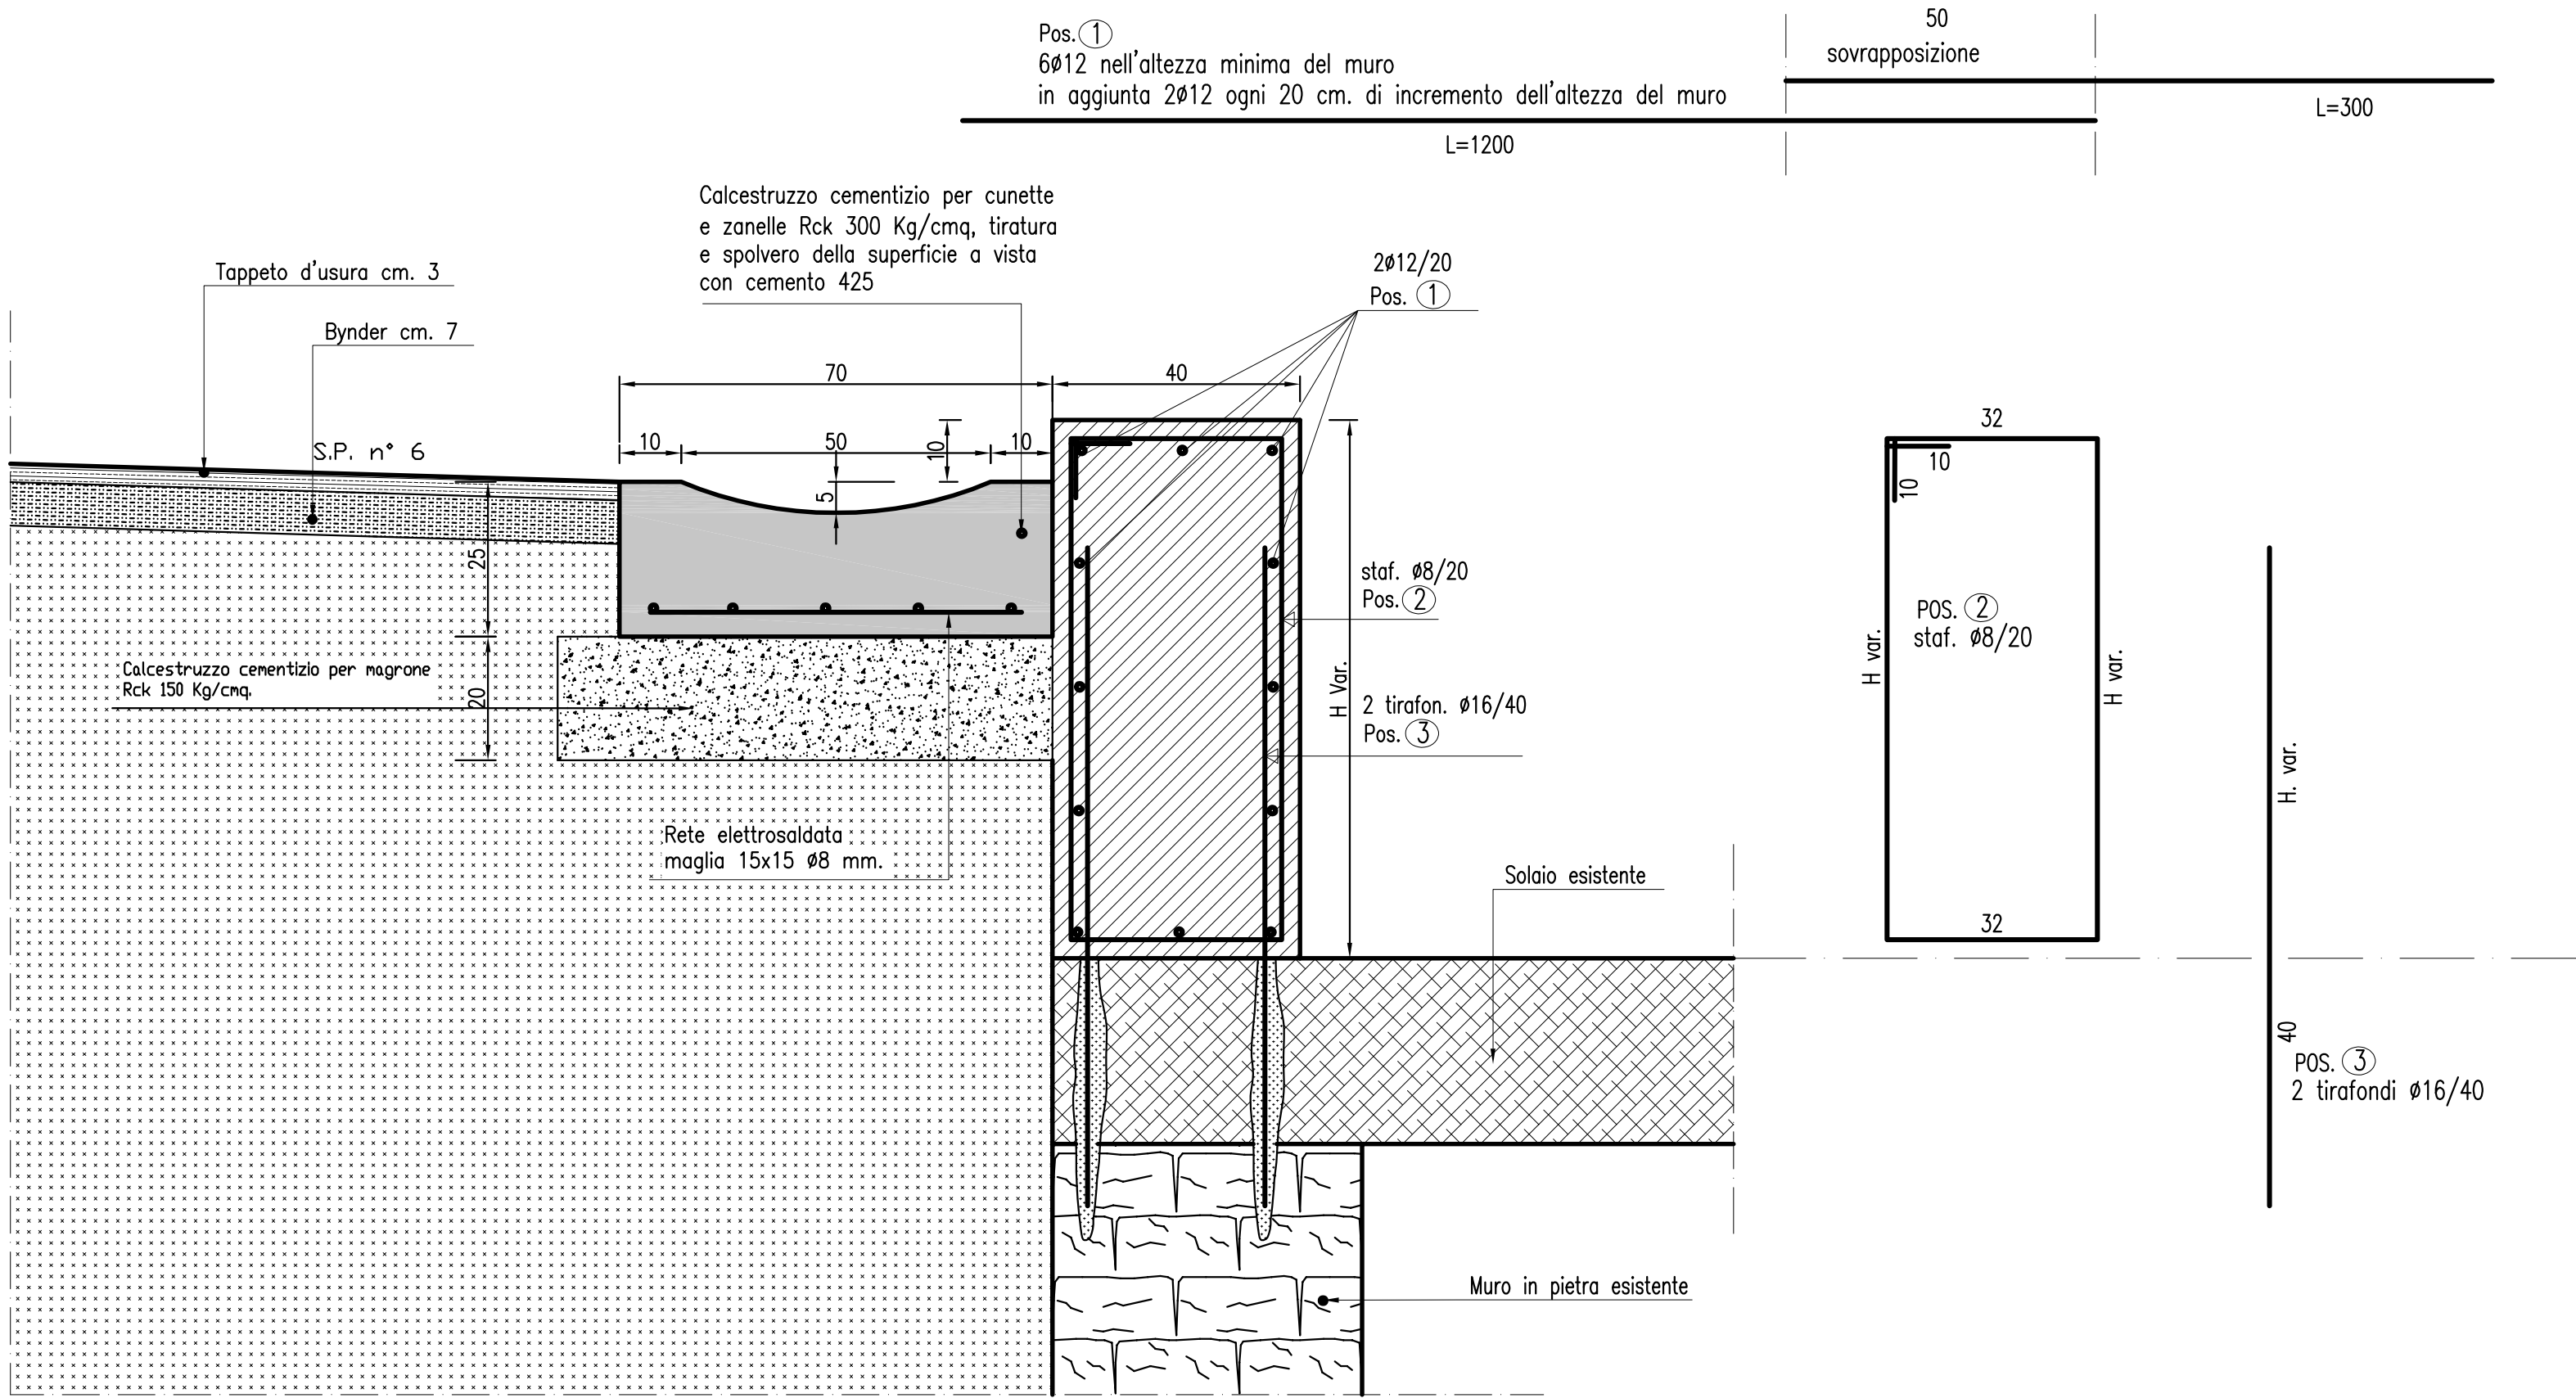 Pos. 1
6ø12 nell'altezza minima del muro
in aggiunta 2ø12 ogni 20 cm. di incremento dell'altezza del muro
L=1200
50
sovrapposizione
L=300
Calcestruzzo cementizio per cunette
e zanelle Rck 300 Kg/cmq, tiratura
e spolvero della superficie a vista
con cemento 425
Tappeto d'usura cm. 3
Bynder cm. 7
S.P. n° 6
2ø12/20
Pos. 1
70
40
10
50
10
10
5
25
20
Calcestruzzo cementizio per magrone
Rck 150 Kg/cmq.
Rete elettrosaldata
maglia 15x15 ø8 mm.
H Var.
staf. ø8/20
Pos. 2
2 tirafon. ø16/40
Pos. 3
Solaio esistente
Muro in pietra esistente
32
10
10
POS. 2
staf. ø8/20
H var.
H var.
32
H. var.
40
POS. 3
2 tirafondi ø16/40